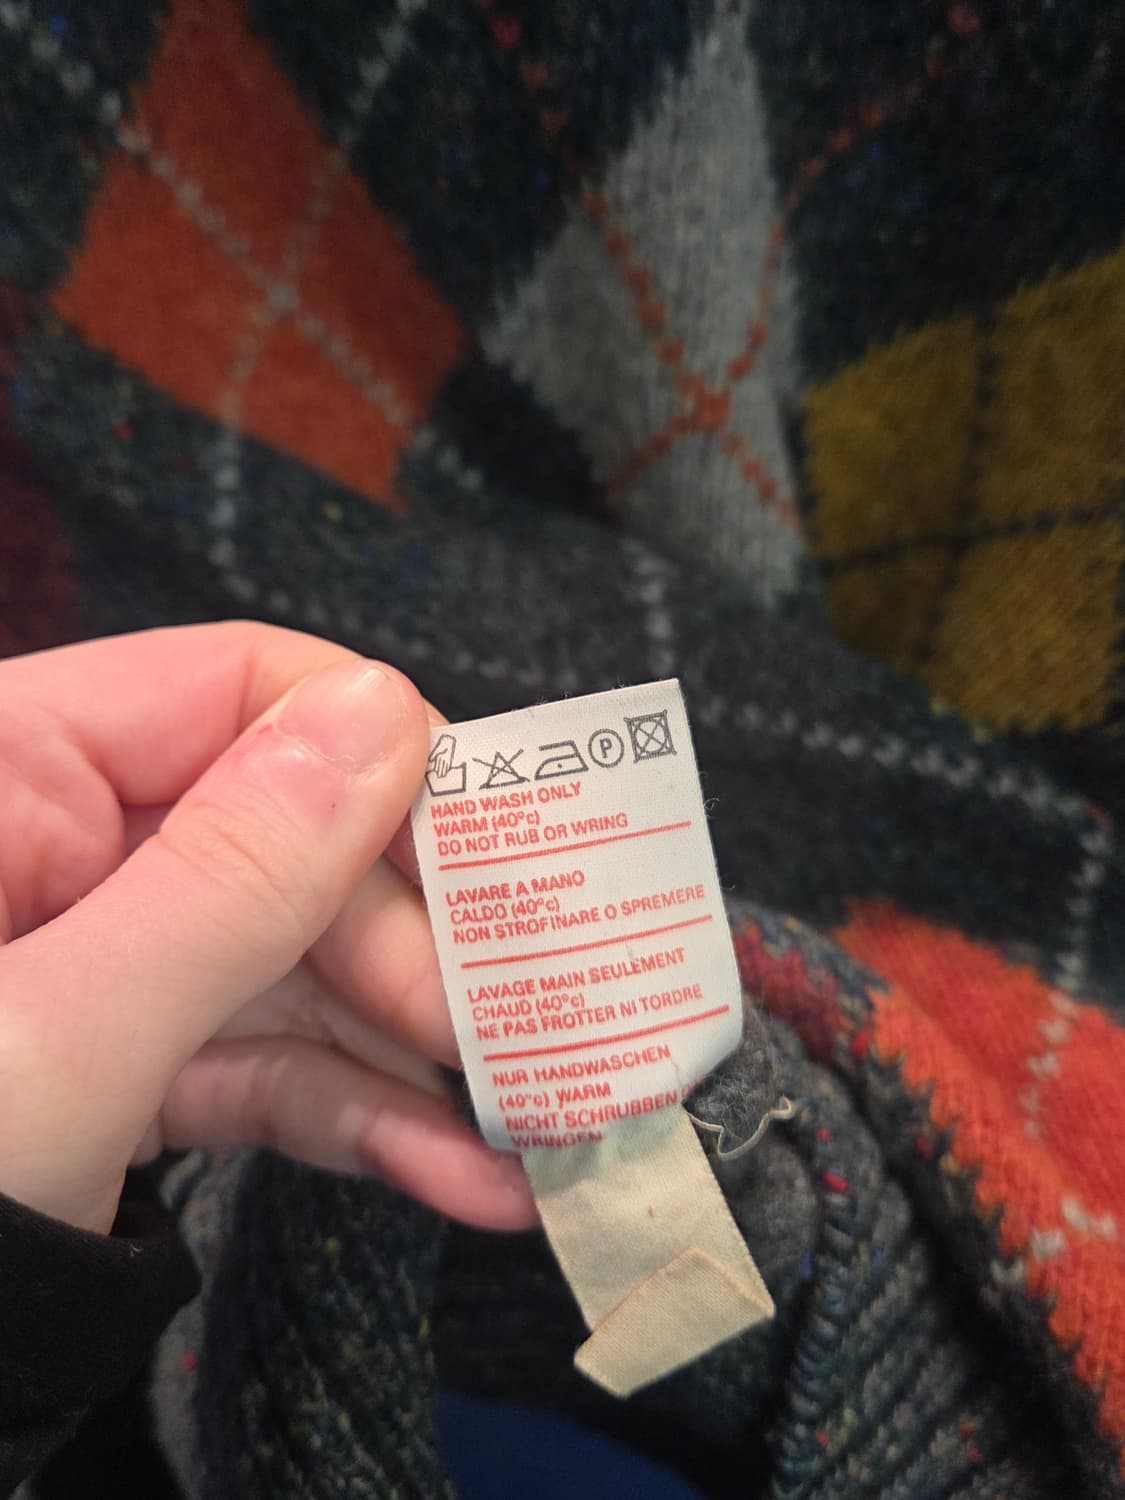 P
HAND WASH ONLY
WARM (40°c)
DO NOT RUB OR WRING
LAVARE A MANO
CALDO (40°c)
NON STROFINARE O SPREMERE
LAVAGE MAIN SEULEMENT
CHAUD (40°c)
NE PAS FROTTER NI TORDRE
NUR HANDWASCHEN
(40°c) WARM
NICHT SCHRUBBEN
WRINGEN